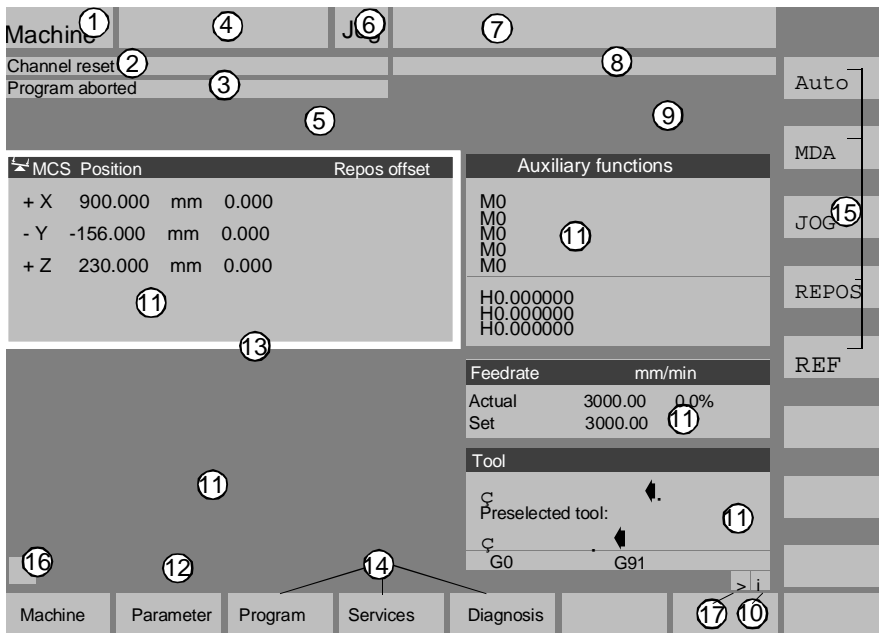 Machine 1 4 Jog 6 7
Channel reset 2 8
Program aborted 3
5 9
MCS Position Repos offset
+ X 900.000 mm 0.000
- Y -156.000 mm 0.000
+ Z 230.000 mm 0.000
11
13
Auxiliary functions
M0
M0
M0 11
M0
M0
H0.000000
H0.000000
H0.000000
Feedrate mm/min
Actual 3000.00 0.0%
Set 3000.00 11
Tool
Ç .
Preselected tool: 11
Ç .
G0 G91
11
16 12 14
> i
17 10
Machine Parameter Program Services Diagnosis
Auto
MDA
JOG 15
REPOS
REF